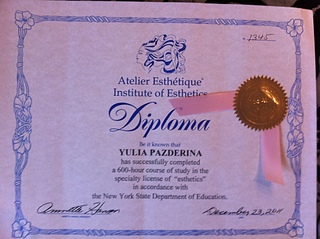 1345
Atelier Esthétique®
Institute of Esthetics
Diploma
Be it known that
YULIA PAZDERINA
has successfully completed
a 600-hour course of study in the
specialty license of "esthetics"
in accordance with
the New York State Department of Education.
December 23, 2011